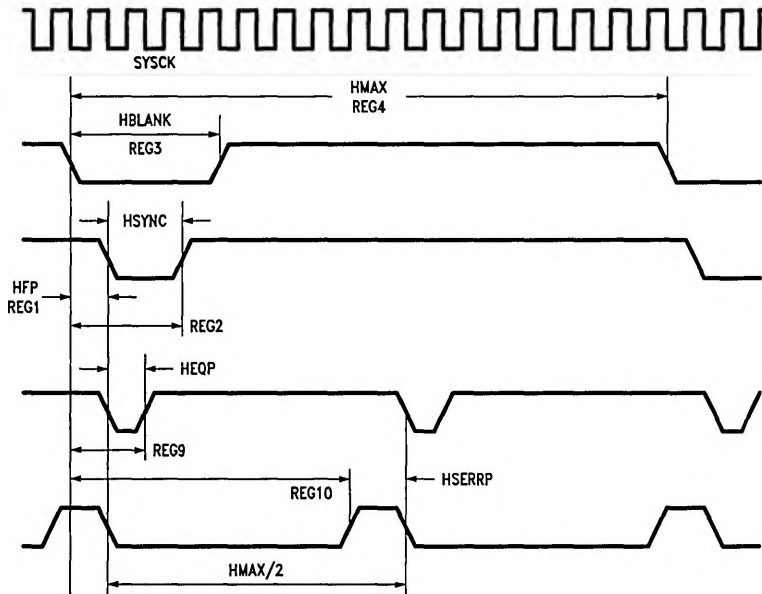 SYSCK
HMAX
REG4
HBLANK
REG3
HSYNC
HFP
REG1
REG2
HEQP
REG9
REG10
HSERRP
HMAX/2